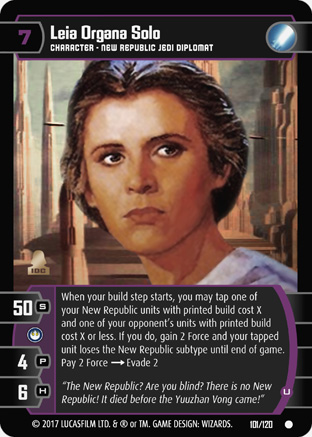 7
Leia Organa Solo
CHARACTER - NEW REPUBLIC JEDI DIPLOMAT
IDC
50 S
4 P
6 H
When your build step starts, you may tap one of
your New Republic units with printed build cost X
and one of your opponent's units with printed build
cost X or less. If you do, gain 2 Force and your tapped
unit loses the New Republic subtype until end of game.
Pay 2 Force → Evade 2
"The New Republic? Are you blind? There is no New
Republic! It died before the Yuuzhan Vong came!"
U
© 2017 LUCASFILM LTD. & ® or TM. GAME DESIGN: WIZARDS.
101/120